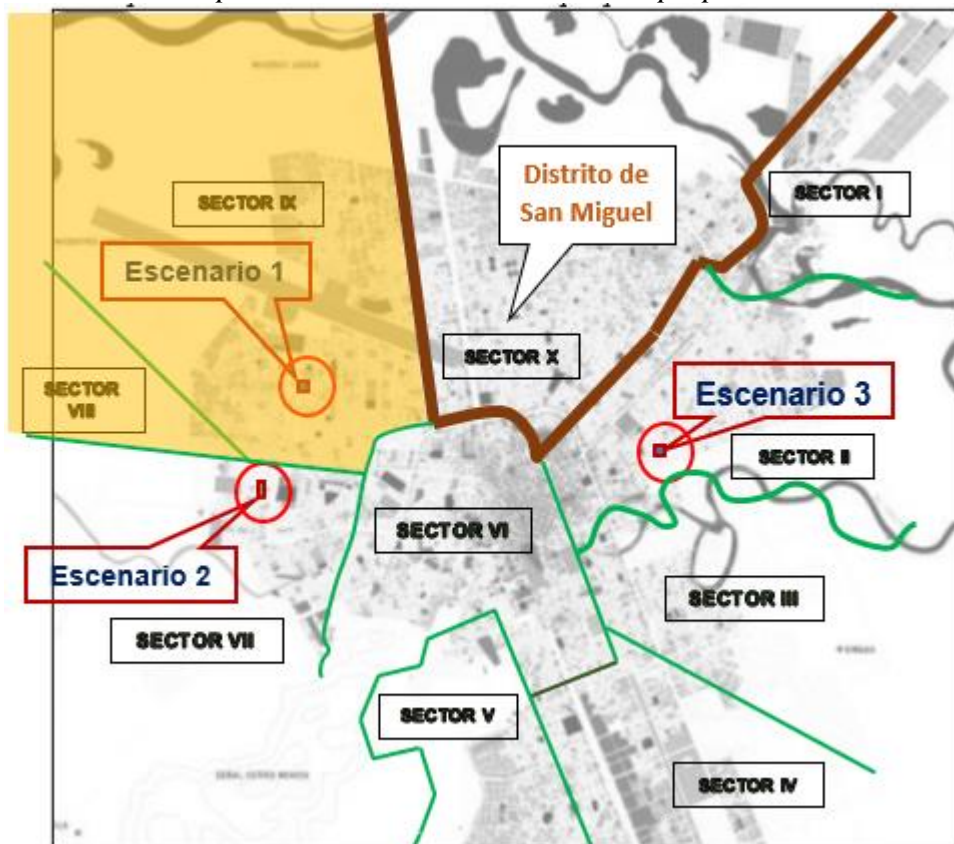 SECTOR IX
Distrito de
San Miguel
SECTOR I
Escenario 1
SECTOR X
SECTOR
VIII
Escenario 3
SECTOR II
SECTOR VI
Escenario 2
SECTOR III
SECTOR VII
SECTOR V
SECTOR IV